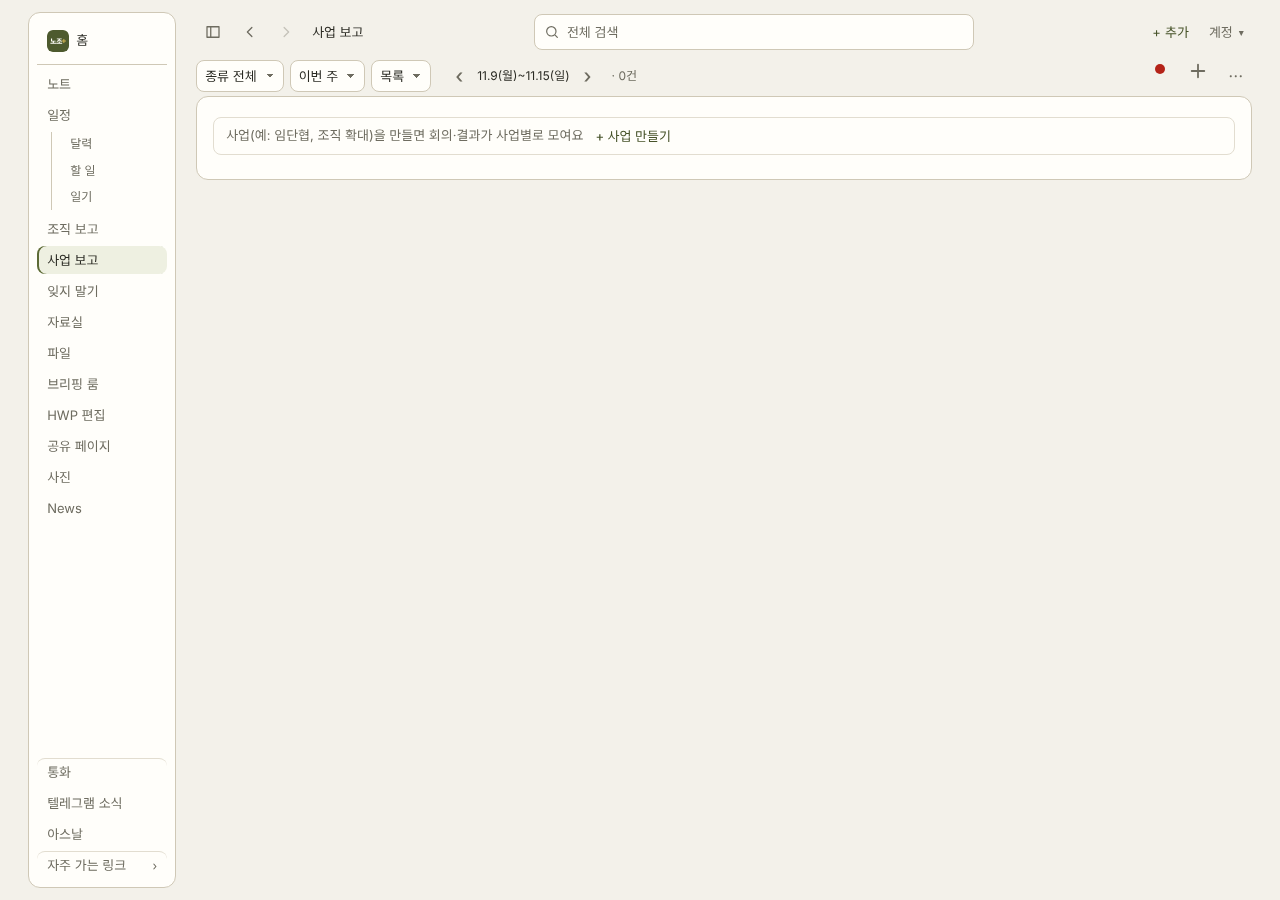 노조+ 홈
노트
일정
달력
할 일
일기
조직 보고
사업 보고
잊지 말기
자료실
파일
브리핑 룸
HWP 편집
공유 페이지
사진
News
통화
텔레그램 소식
아스날
자주 가는 링크 ›
사업 보고
전체 검색
+ 추가 계정 ▾
종류 전체 이번 주 목록 11.9(월)~11.15(일) · 0건 …
사업(예: 임단협, 조직 확대)을 만들면 회의·결과가 사업별로 모여요 + 사업 만들기